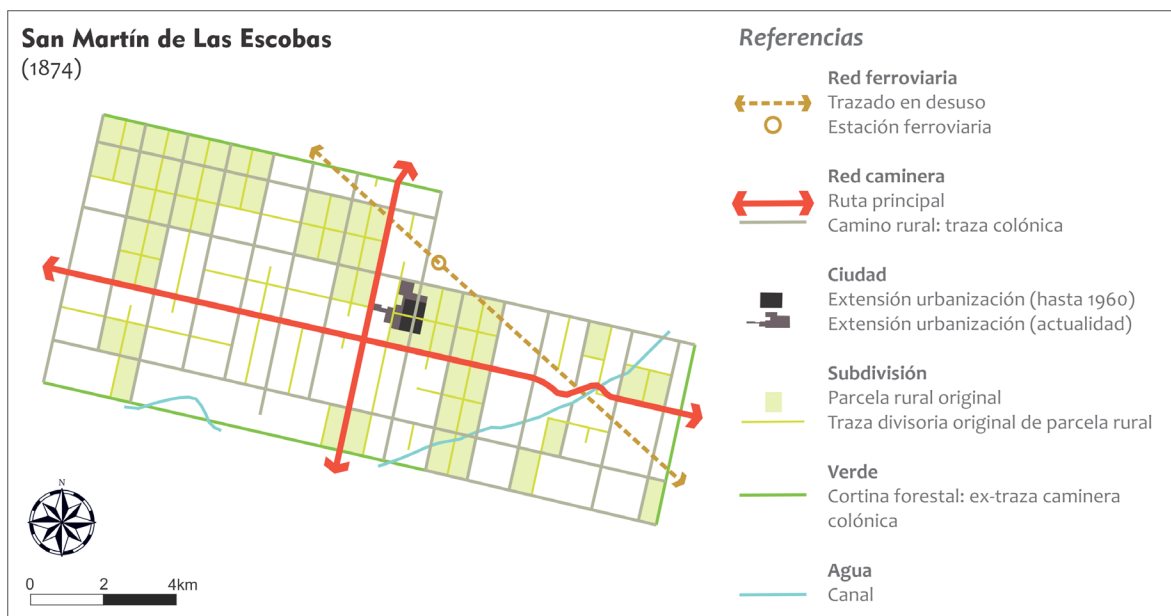 San Martín de Las Escobas
(1874)
Referencias
Red ferroviaria
Trazado en desuso
Estación ferroviaria
Red caminera
Ruta principal
Camino rural: traza colónica
Ciudad
Extensión urbanización (hasta 1960)
Extensión urbanización (actualidad)
Subdivisión
Parcela rural original
Traza divisoria original de parcela rural
Verde
Cortina forestal: ex-traza caminera
colónica
Agua
Canal
N
0 2 4km